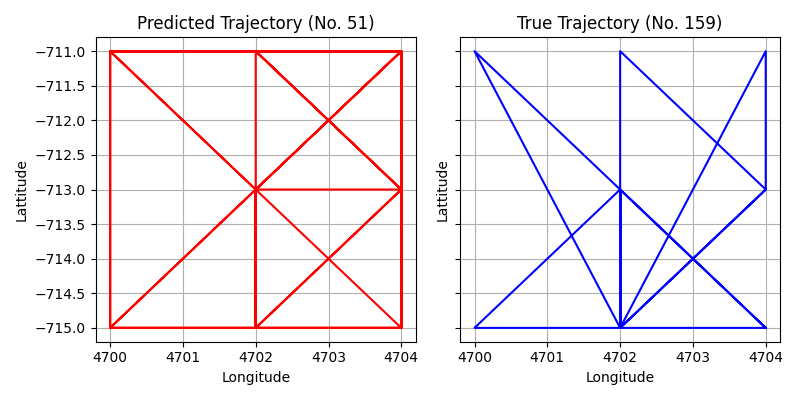 Predicted Trajectory (No. 51)
True Trajectory (No. 159)
−711.0
−711.5
−712.0
−712.5
−713.0
−713.5
−714.0
−714.5
−715.0
Lattitude
Lattitude
4700 4701 4702 4703 4704
4700 4701 4702 4703 4704
Longitude
Longitude